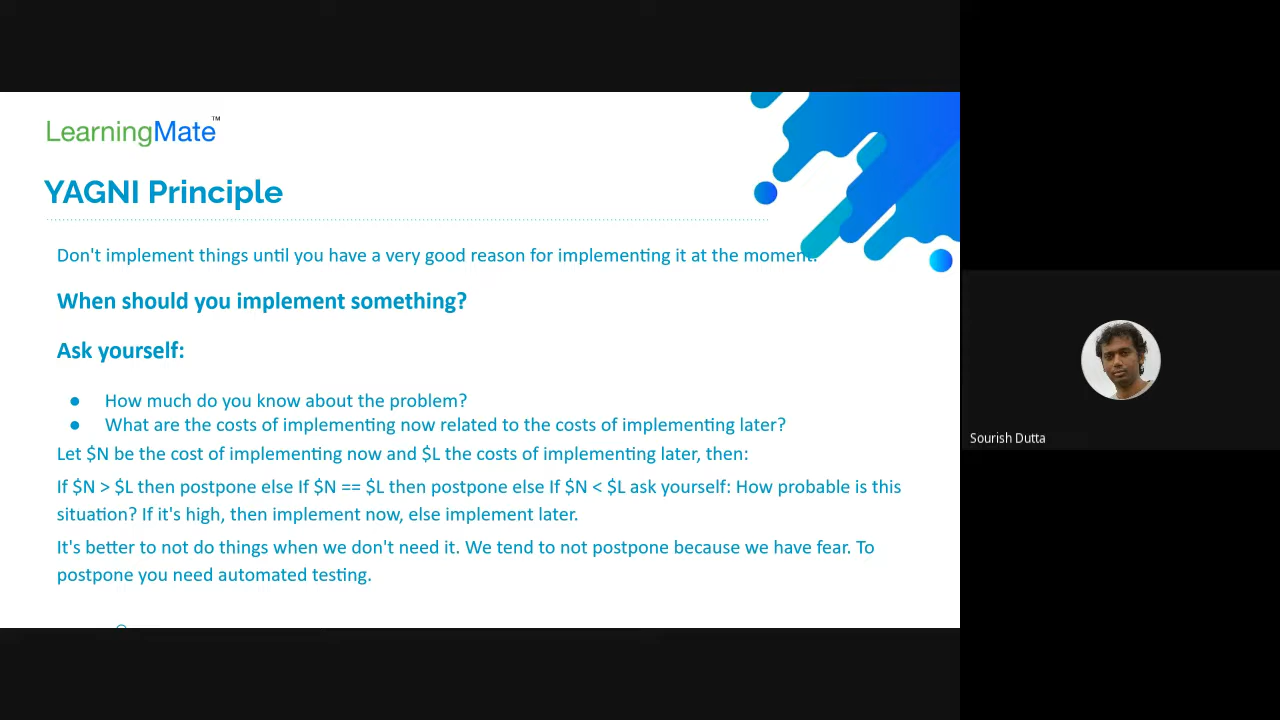 LearningMate™
YAGNI Principle
Don't implement things until you have a very good reason for implementing it at the moment.
When should you implement something?
Ask yourself:
● How much do you know about the problem?
● What are the costs of implementing now related to the costs of implementing later?
Let $N be the cost of implementing now and $L the costs of implementing later, then:
If $N > $L then postpone else If $N == $L then postpone else If $N < $L ask yourself: How probable is this
situation? If it's high, then implement now, else implement later.
It's better to not do things when we don't need it. We tend to not postpone because we have fear. To
postpone you need automated testing.
Sourish Dutta